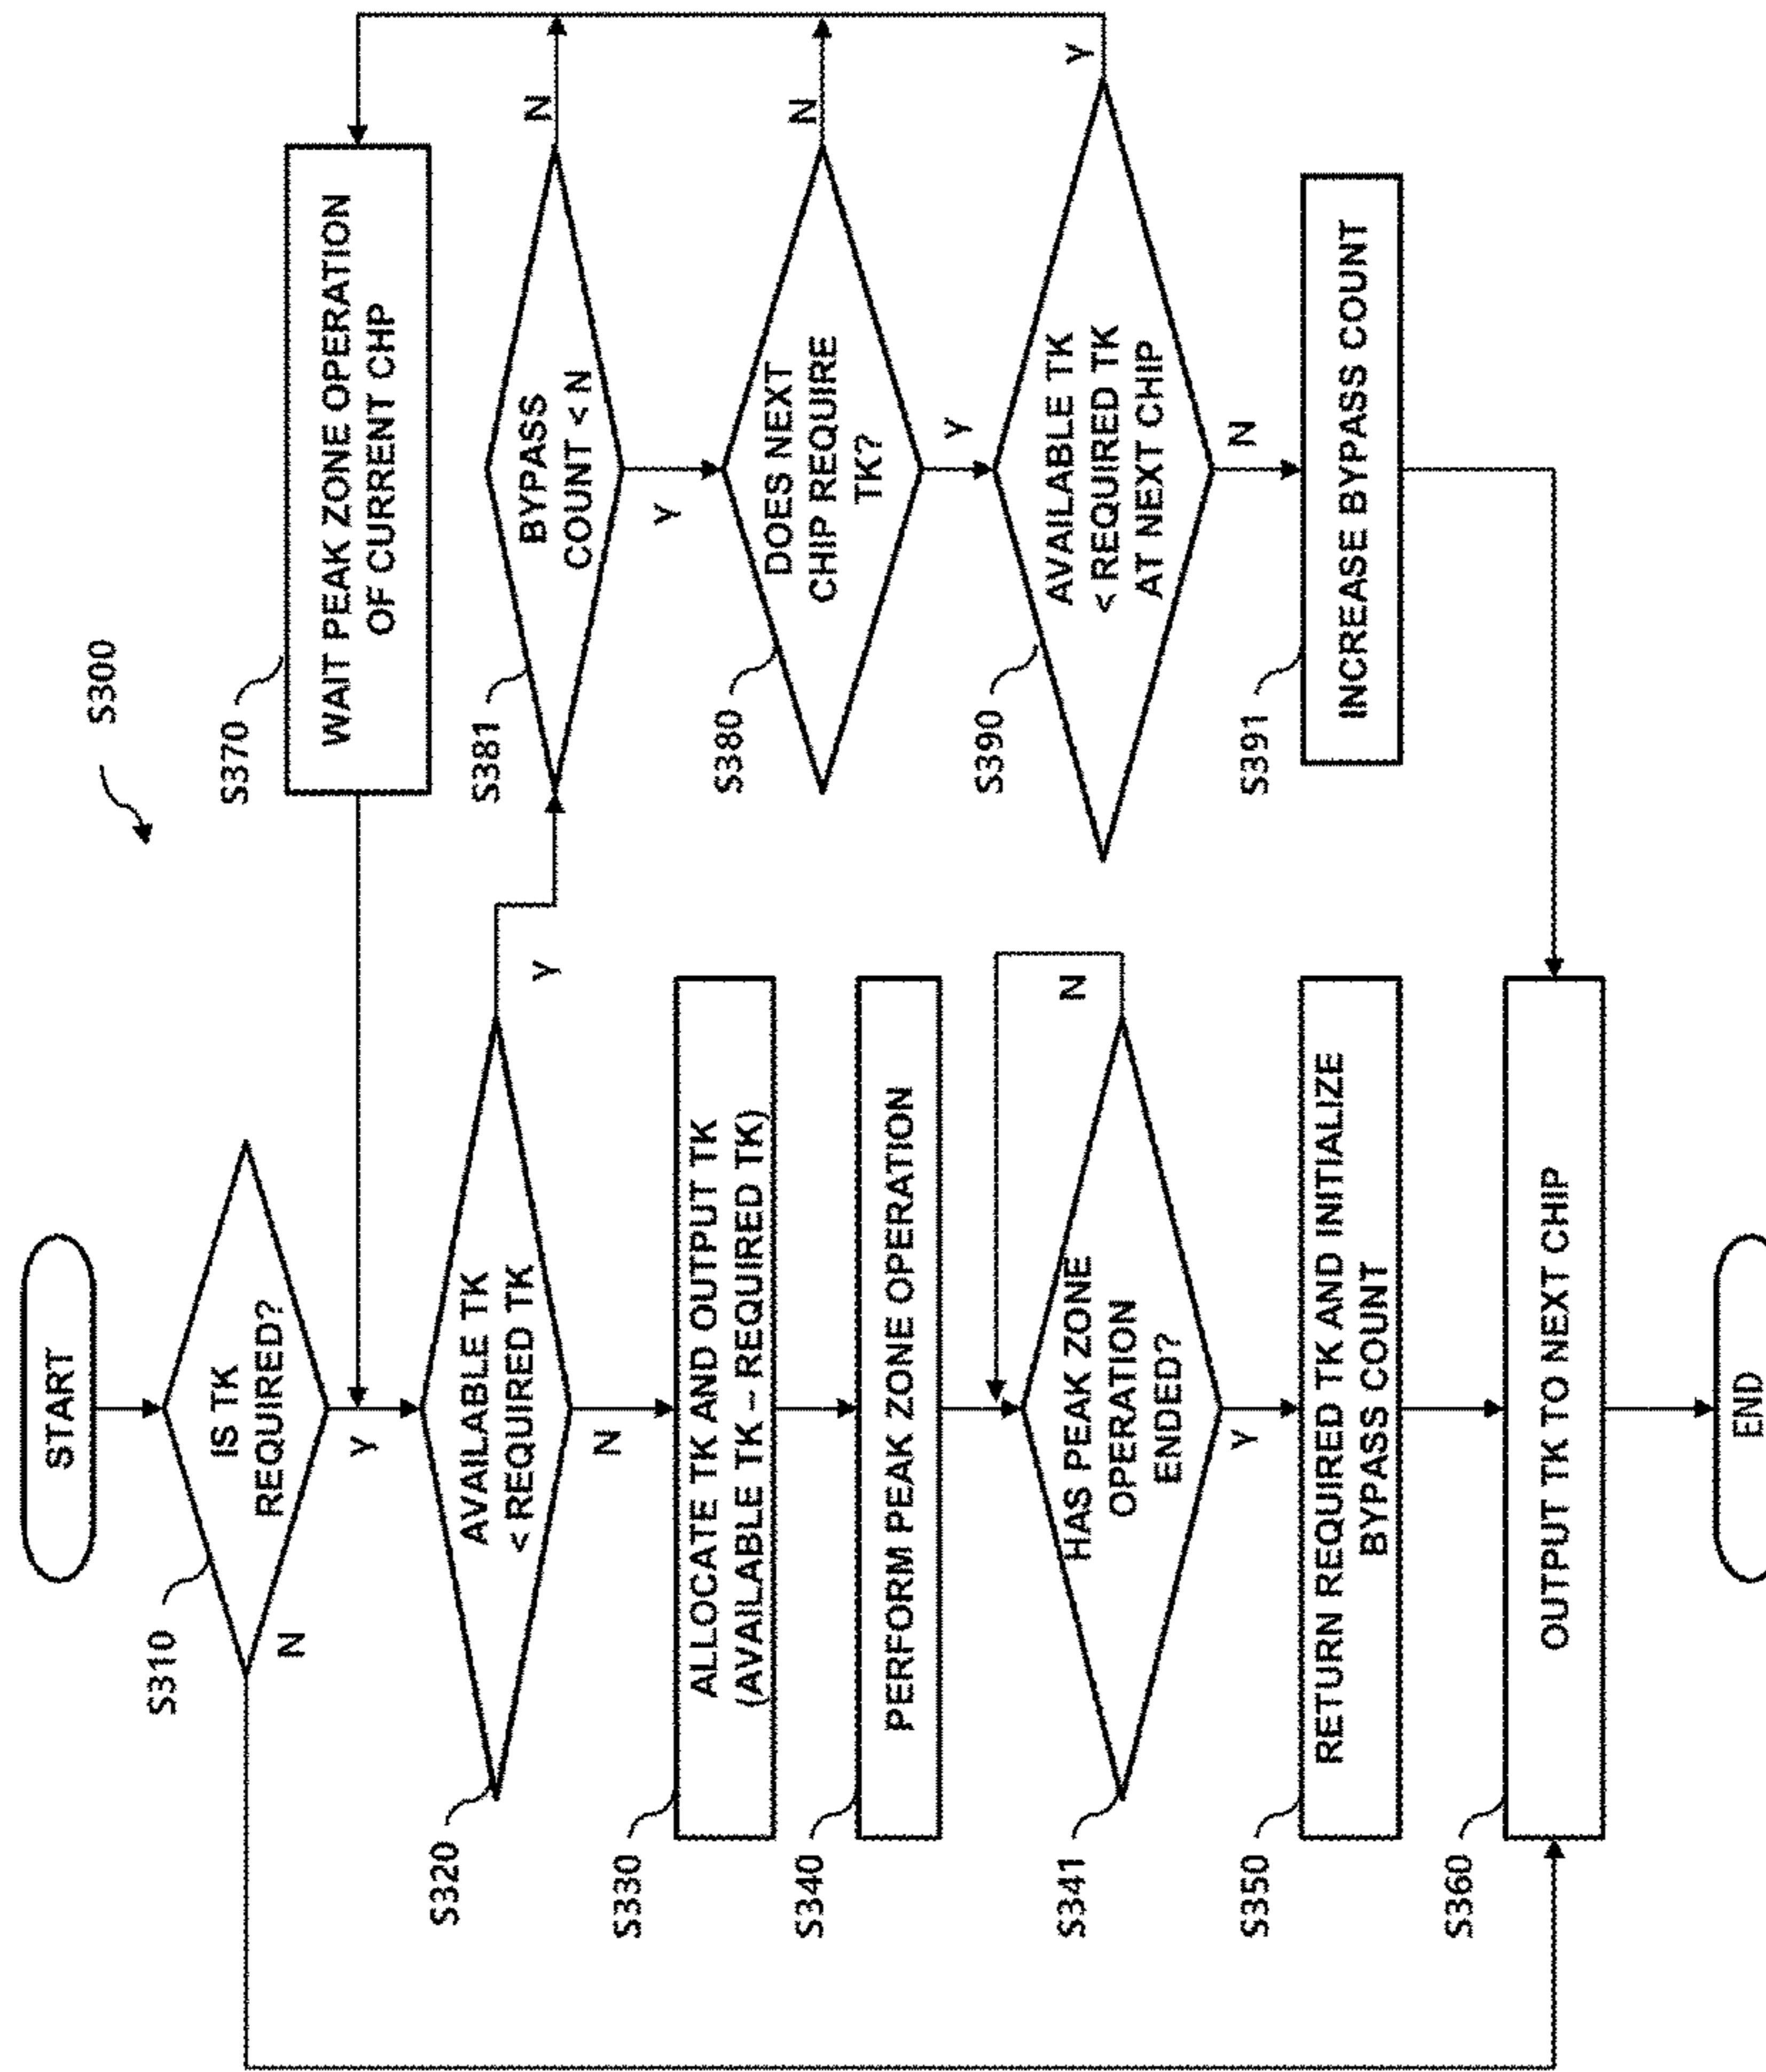 S300
START
S310
IS TK
REQUIRED?
N
Y
S320
AVAILABLE TK
< REQUIRED TK
Y
N
S330
ALLOCATE TK AND OUTPUT TK
(AVAILABLE TK – REQUIRED TK)
S340
PERFORM PEAK ZONE OPERATION
S341
HAS PEAK ZONE
OPERATION
ENDED?
N
Y
S350
RETURN REQUIRED TK AND INITIALIZE
BYPASS COUNT
S360
OUTPUT TK TO NEXT CHIP
END
S370
WAIT PEAK ZONE OPERATION
OF CURRENT CHP
S381
BYPASS
COUNT < N
N
Y
S380
DOES NEXT
CHIP REQUIRE
TK?
N
Y
S390
AVAILABLE TK
< REQUIRED TK
AT NEXT CHIP
Y
N
S391
INCREASE BYPASS COUNT